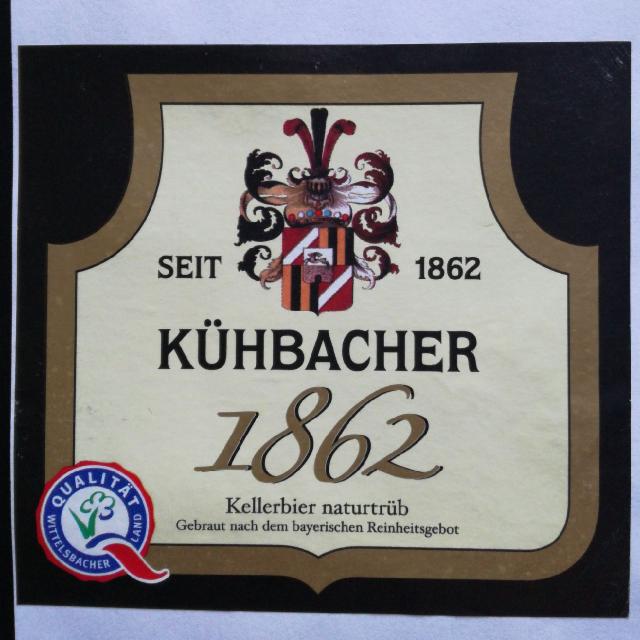 SEIT 1862
KÜHBACHER
1862
Kellerbier naturtrüb
Gebraut nach dem bayerischen Reinheitsgebot
QUALITÄT
WITTELSBACHER LAND